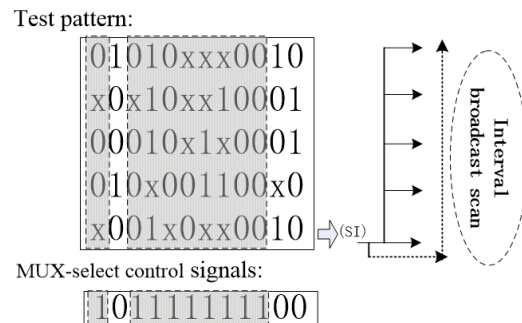 Test pattern:
01010xxx0010
x0x10xx10001
00010x1x0001
010x001100x0
x001x0xx0010
(SI)
Interval
broadcast scan
MUX-select control signals:
101111111100